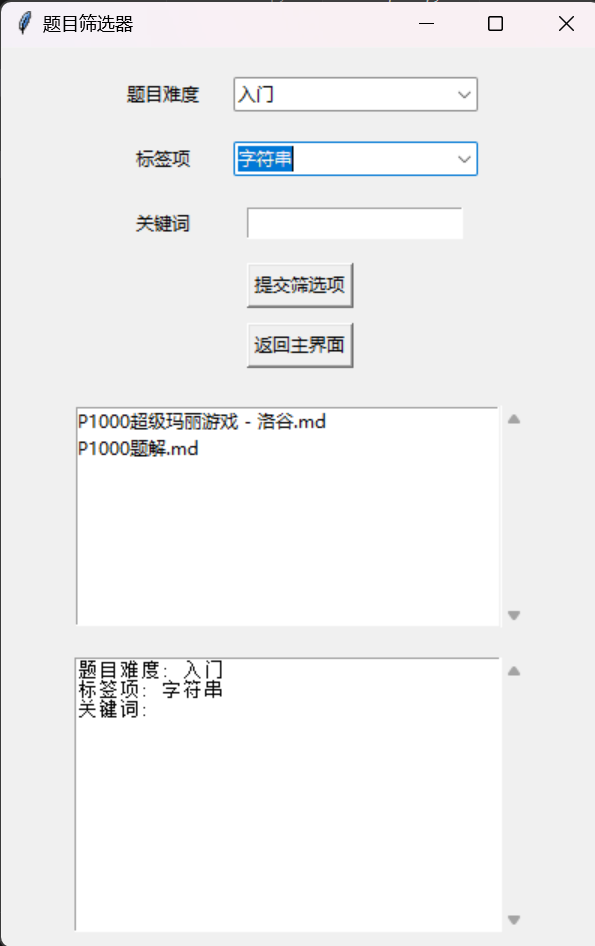 题目筛选器
题目难度 入门
标签项 字符串
关键词
提交筛选项
返回主界面
P1000超级玛丽游戏 - 洛谷.md
P1000题解.md
题目难度: 入门
标签项: 字符串
关键词: